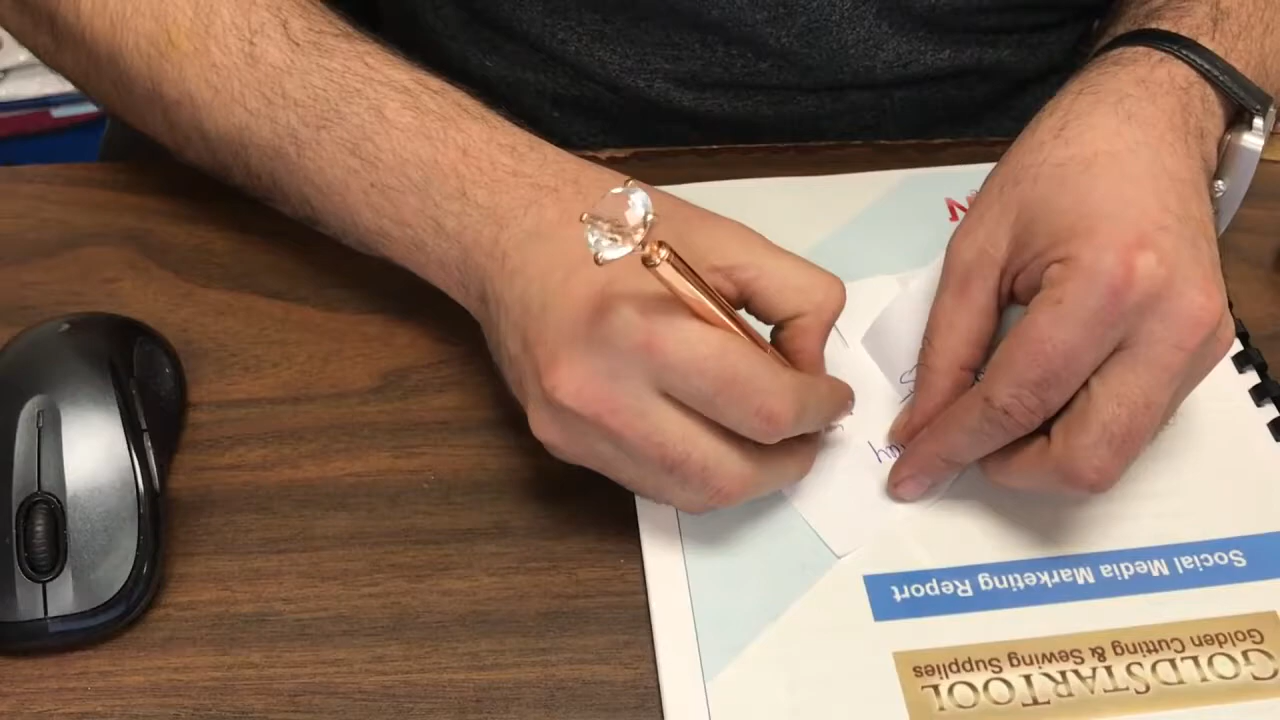 GOLDSTARTOOL
Golden Cutting & Sewing Supplies
Social Media Marketing Report